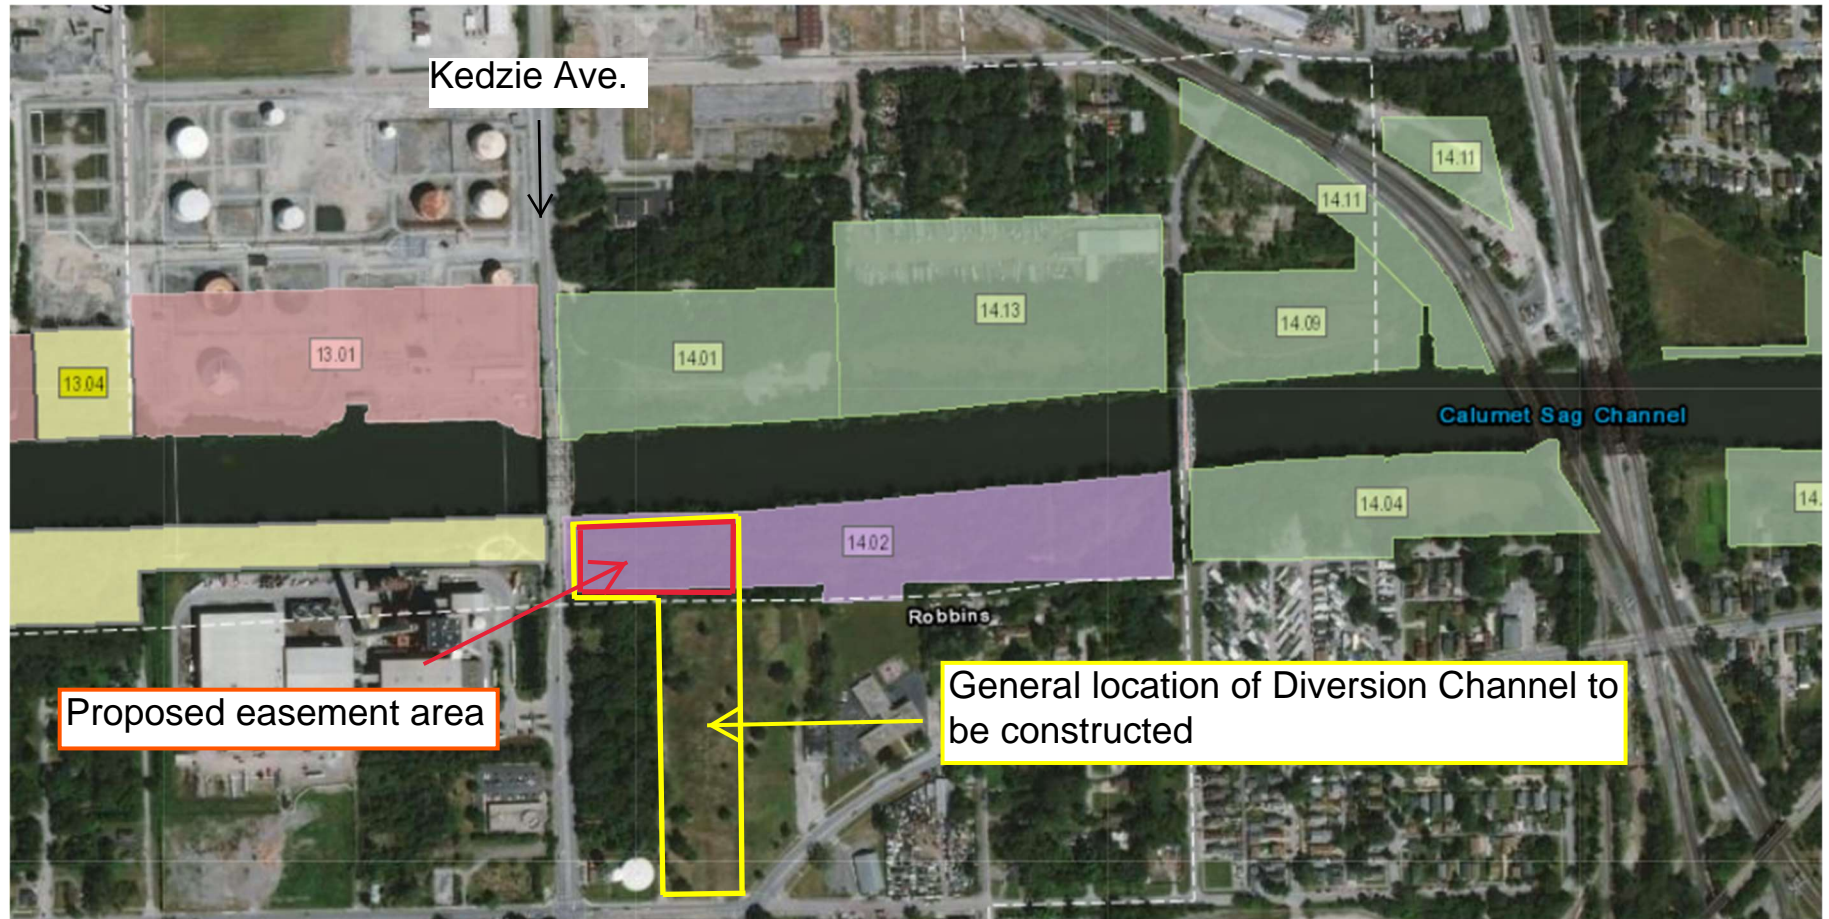 Kedzie Ave.
14.11
14.11
14.13
14.09
13.01
14.01
13.04
Calumet Sag Channel
14.04
14.
14.02
Robbins
Proposed easement area
General location of Diversion Channel to
be constructed